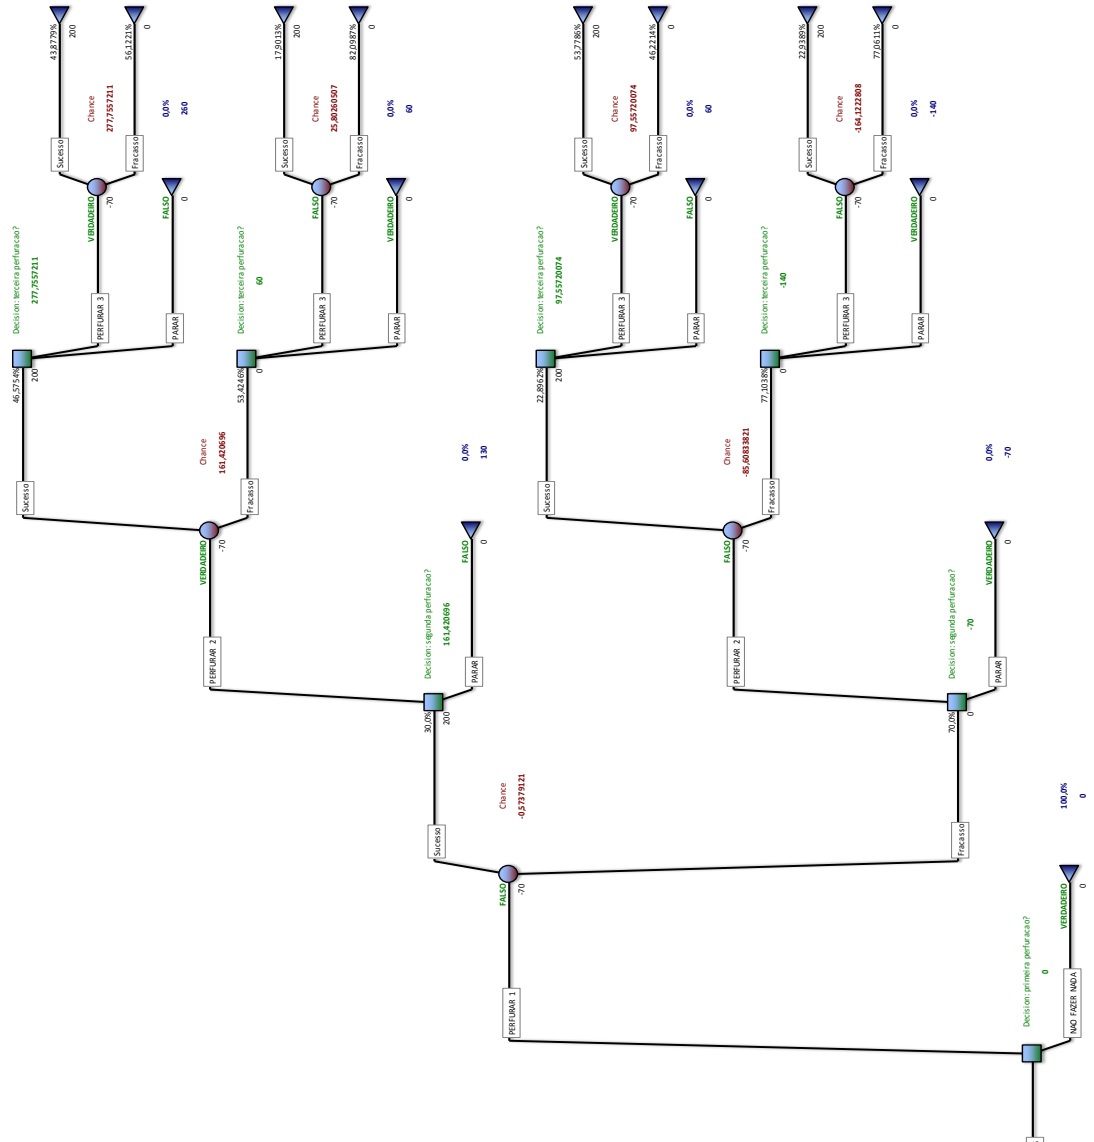 43,8779%
200
56,1221%
0
17,9013%
200
82,0987%
0
53,7786%
200
46,2214%
0
22,9389%
200
77,0611%
0
Chance
277,7557211
0,0%
260
Chance
25,80260507
0,0%
60
Chance
97,55720074
0,0%
60
Chance
-164,1222808
0,0%
-140
Sucesso
Fracasso
Sucesso
Fracasso
Sucesso
Fracasso
Sucesso
Fracasso
VERDADEIRO
-70
FALSO
0
FALSO
-70
VERDADEIRO
0
VERDADEIRO
-70
FALSO
0
FALSO
-70
VERDADEIRO
0
Decision: terceira perfuracao?
277,7557211
Decision: terceira perfuracao?
60
Decision: terceira perfuracao?
97,55720074
Decision: terceira perfuracao?
-140
PERFURAR 3
PARAR
PERFURAR 3
PARAR
PERFURAR 3
PARAR
PERFURAR 3
PARAR
46,5754%
200
53,4246%
0
22,8962%
200
77,1038%
0
Chance
161,420696
0,0%
130
Chance
-85,60833821
0,0%
-70
Sucesso
Fracasso
Sucesso
Fracasso
VERDADEIRO
-70
FALSO
0
FALSO
-70
VERDADEIRO
0
Decision: segunda perfuracao?
161,420696
Decision: segunda perfuracao?
-70
PERFURAR 2
PARAR
PERFURAR 2
PARAR
30,0%
200
70,0%
0
Chance
-0,57379121
100,0%
0
Sucesso
Fracasso
FALSO
-70
VERDADEIRO
0
Decision: primeira perfuracao?
0
PERFURAR 1
NAO FAZER NADA